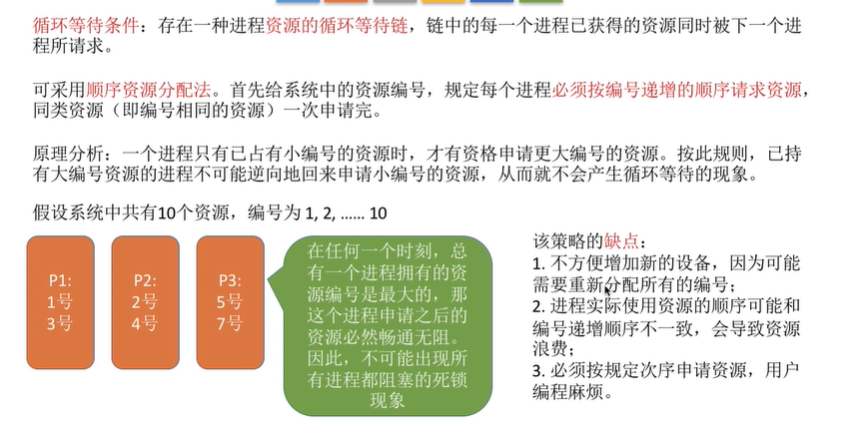 循环等待条件：存在一种进程资源的循环等待链，链中的每一个进程已获得的资源同时被下一个进
程所请求。
可采用顺序资源分配法。首先给系统中的资源编号，规定每个进程必须按编号递增的顺序请求资源，
同类资源（即编号相同的资源）一次申请完。
原理分析：一个进程只有已占有小编号的资源时，才有资格申请更大编号的资源。按此规则，已持
有大编号资源的进程不可能逆向地回来申请小编号的资源，从而就不会产生循环等待的现象。
假设系统中共有10个资源，编号为 1, 2, …… 10
P1:
1号
3号
P2:
2号
4号
P3:
5号
7号
在任何一个时刻，总
有一个进程拥有的资
源编号是最大的，那
这个进程申请之后的
资源必然畅通无阻。
因此，不可能出现所
有进程都阻塞的死锁
现象
该策略的缺点：
1. 不方便增加新的设备，因为可能
需要重新分配所有的编号；
2. 进程实际使用资源的顺序可能和
编号递增顺序不一致，会导致资源
浪费；
3. 必须按规定次序申请资源，用户
编程麻烦。